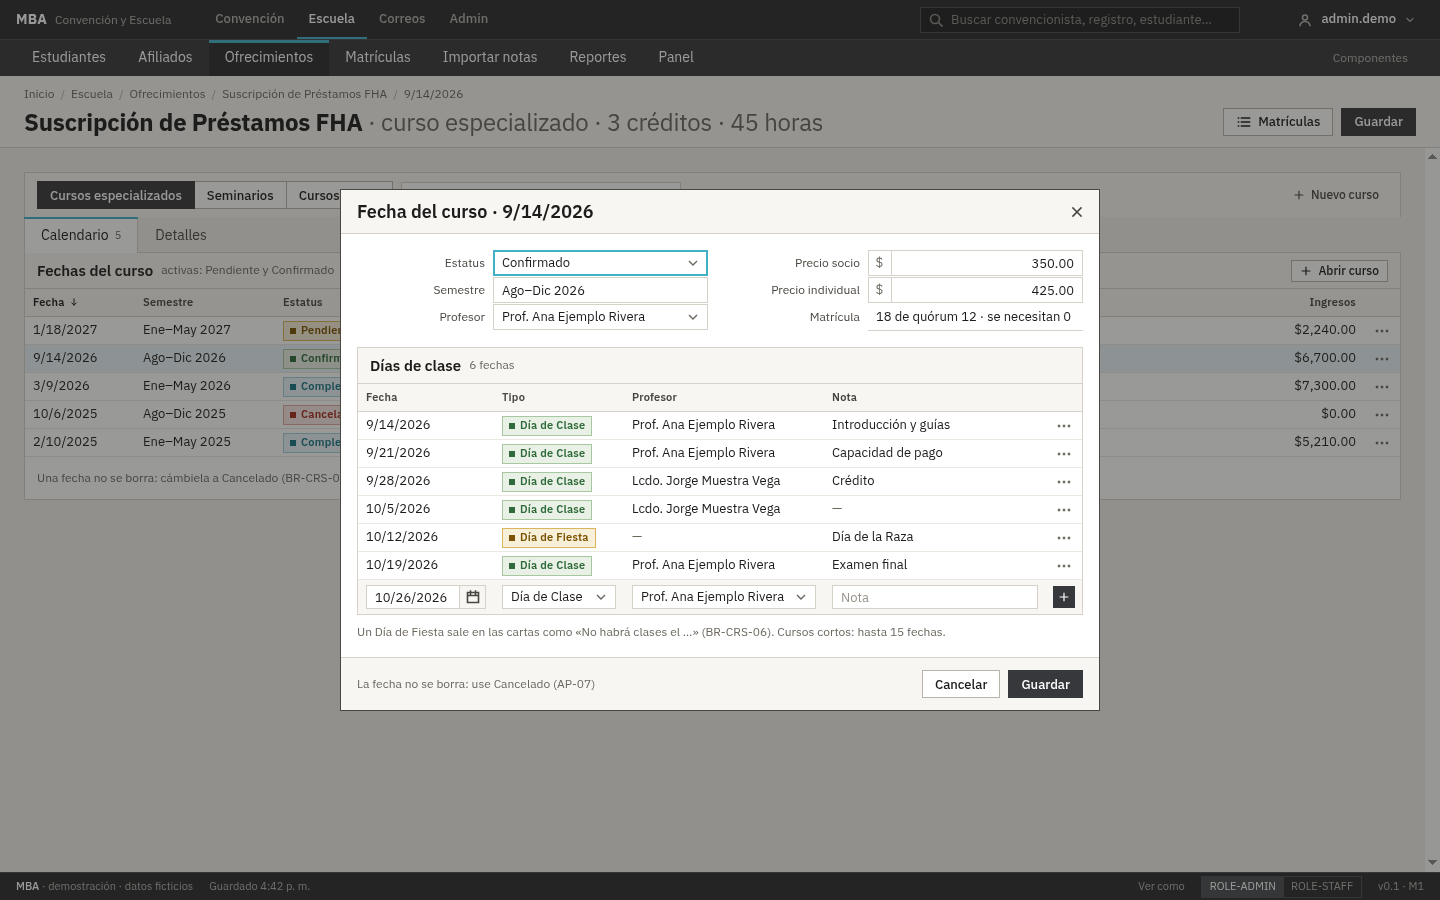 MBA Convención y Escuela Convención Escuela Correos Admin Buscar convencionista, registro, estudiante... admin.demo
Estudiantes Afiliados Ofrecimientos Matrículas Importar notas Reportes Panel Componentes
Inicio / Escuela / Ofrecimientos / Suscripción de Préstamos FHA / 9/14/2026
Suscripción de Préstamos FHA · curso especializado · 3 créditos · 45 horas Matrículas Guardar
Cursos especializados Seminarios Cursos + Nuevo curso
Calendario 5 Detalles
Fechas del curso activas: Pendiente y Confirmado + Abrir curso
Fecha ↓ Semestre Estatus Ingresos
1/18/2027 Ene–May 2027 Pendien $2,240.00
9/14/2026 Ago–Dic 2026 Confirm $6,700.00
3/9/2026 Ene–May 2026 Comple $7,300.00
10/6/2025 Ago–Dic 2025 Cancela $0.00
2/10/2025 Ene–May 2025 Comple $5,210.00
Una fecha no se borra: cámbiela a Cancelado (BR-CRS-0
Fecha del curso · 9/14/2026
Estatus Confirmado Precio socio $ 350.00
Semestre Ago–Dic 2026 Precio individual $ 425.00
Profesor Prof. Ana Ejemplo Rivera Matrícula 18 de quórum 12 · se necesitan 0
Días de clase 6 fechas
Fecha Tipo Profesor Nota
9/14/2026 Día de Clase Prof. Ana Ejemplo Rivera Introducción y guías
9/21/2026 Día de Clase Prof. Ana Ejemplo Rivera Capacidad de pago
9/28/2026 Día de Clase Lcdo. Jorge Muestra Vega Crédito
10/5/2026 Día de Clase Lcdo. Jorge Muestra Vega —
10/12/2026 Día de Fiesta — Día de la Raza
10/19/2026 Día de Clase Prof. Ana Ejemplo Rivera Examen final
10/26/2026 Día de Clase Prof. Ana Ejemplo Rivera Nota +
Un Día de Fiesta sale en las cartas como «No habrá clases el ...» (BR-CRS-06). Cursos cortos: hasta 15 fechas.
La fecha no se borra: use Cancelado (AP-07) Cancelar Guardar
MBA · demostración · datos ficticios Guardado 4:42 p. m. Ver como ROLE-ADMIN ROLE-STAFF v0.1 · M1